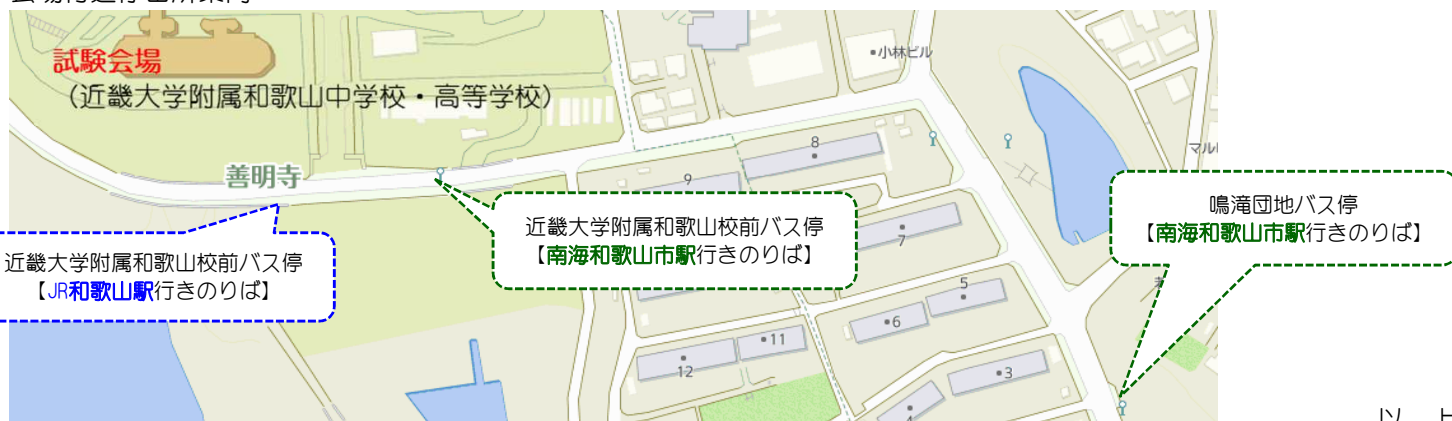 試験会場
（近畿大学附属和歌山中学校・高等学校）
•小林ビル
善明寺
8
9
7
5
•6
•11
12
•3
近畿大学附属和歌山校前バス停
【JR和歌山駅行きのりば】
近畿大学附属和歌山校前バス停
【南海和歌山市駅行きのりば】
鳴滝団地バス停
【南海和歌山市駅行きのりば】